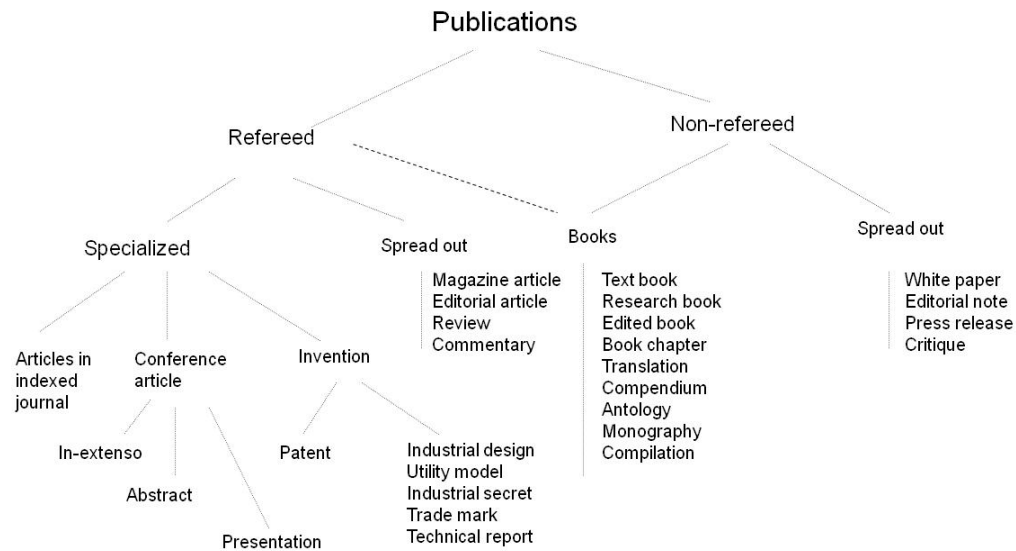 Publications
Refereed
Non-refereed
Specialized
Spread out
Books
Spread out
Magazine article
Editorial article
Review
Commentary
Text book
Research book
Edited book
Book chapter
Translation
Compendium
Antology
Monography
Compilation
White paper
Editorial note
Press release
Critique
Articles in
indexed
journal
Conference
article
Invention
In-extenso
Abstract
Presentation
Patent
Industrial design
Utility model
Industrial secret
Trade mark
Technical report